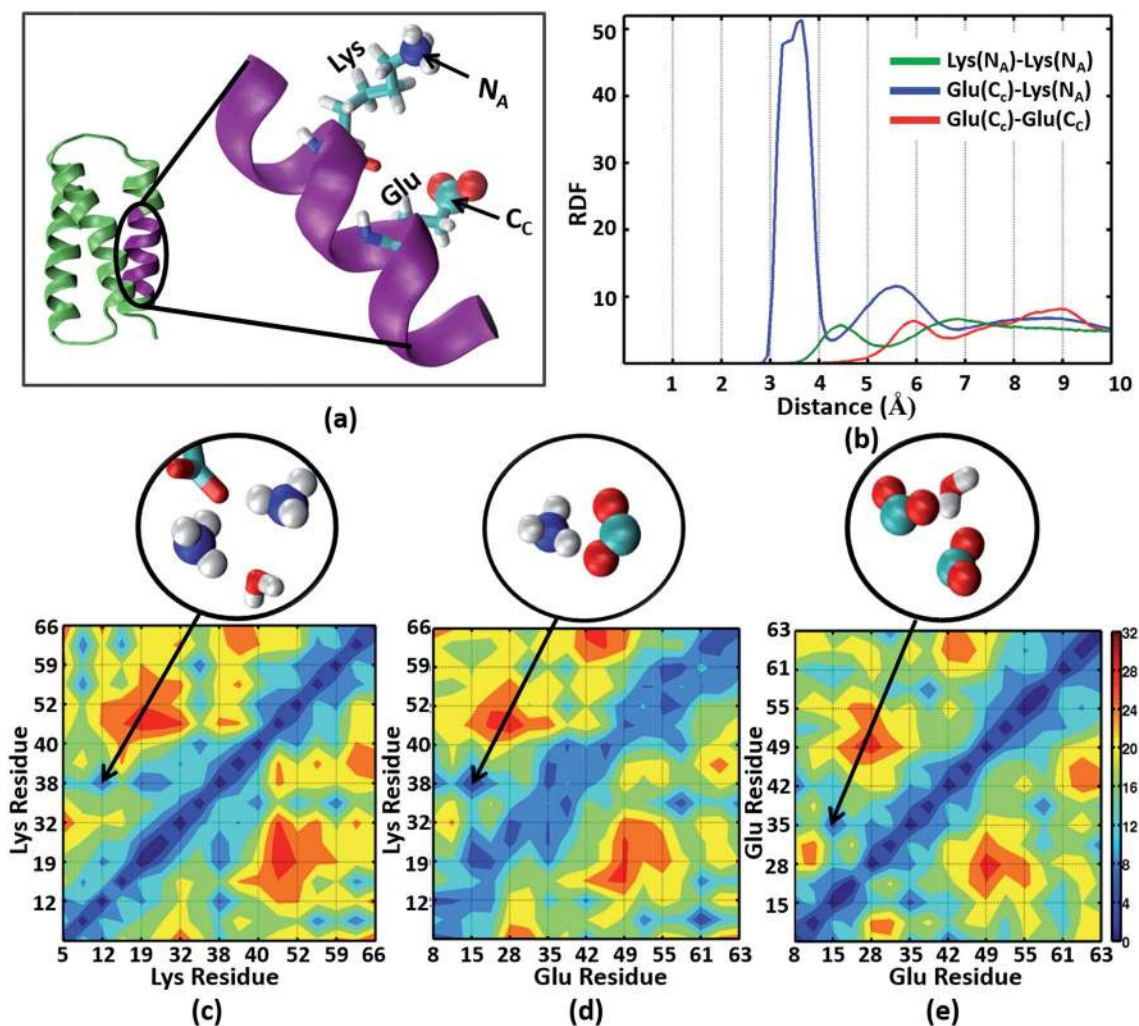 Lys
N_A
Glu
C_C
(a)
50
40
30
20
10
RDF
Lys(N_A)-Lys(N_A)
Glu(C_c)-Lys(N_A)
Glu(C_c)-Glu(C_C)
1 2 3 4 5 6 7 8 9 10
Distance (Å)
(b)
66
59
52
40
38
32
19
12
Lys Residue
5 12 19 32 38 40 52 59 66
Lys Residue
(c)
66
59
52
40
38
32
19
12
Lys Residue
8 15 28 35 42 49 56 61 63
Glu Residue
(d)
63
61
55
49
42
35
28
15
Glu Residue
8 15 28 35 42 49 56 61 63
Glu Residue
(e)
32
28
24
20
16
12
8
4
0